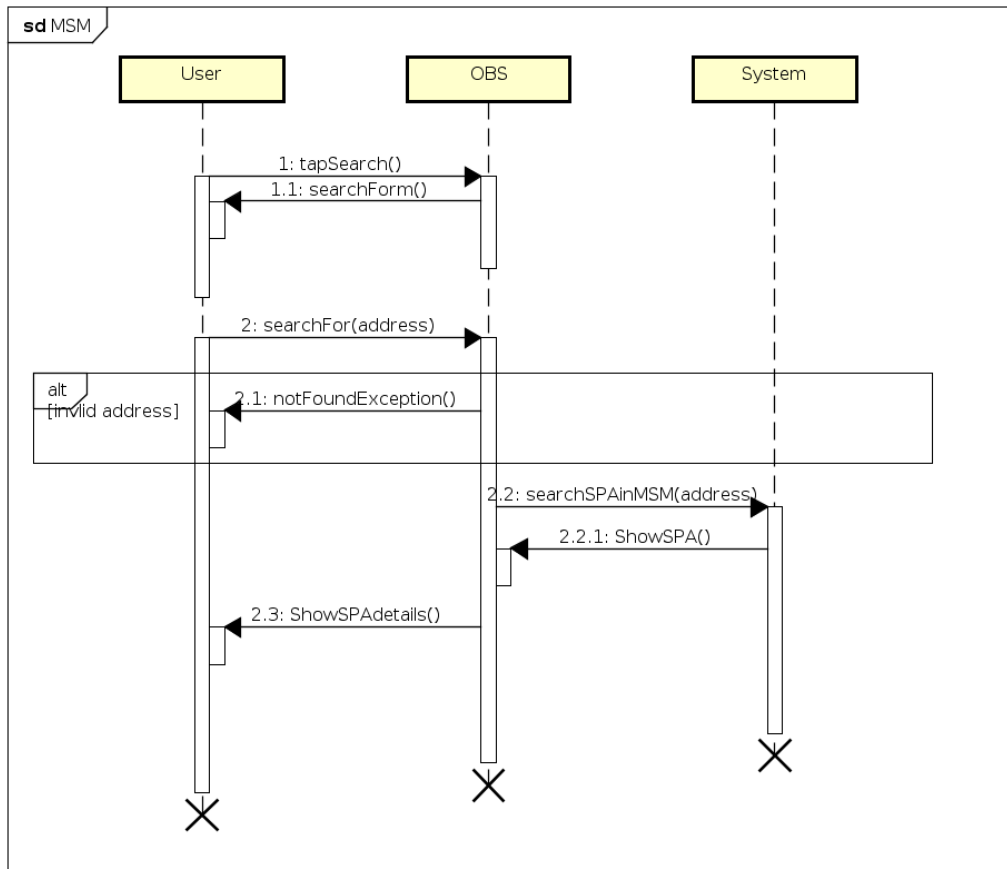 sd MSM
User
OBS
System
1: tapSearch()
1.1: searchForm()
2: searchFor(address)
alt
[invlid address]
2.1: notFoundException()
2.2: searchSPAinMSM(address)
2.2.1: ShowSPA()
2.3: ShowSPAdetails()